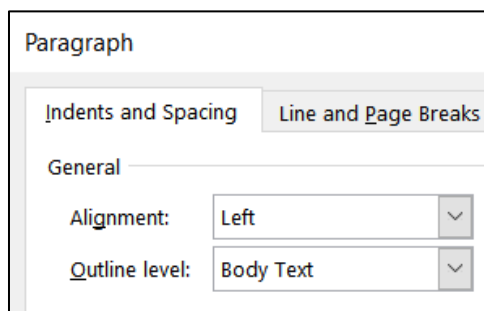 Paragraph
Indents and Spacing Line and Page Breaks
General
Alignment: Left
Outline level: Body Text